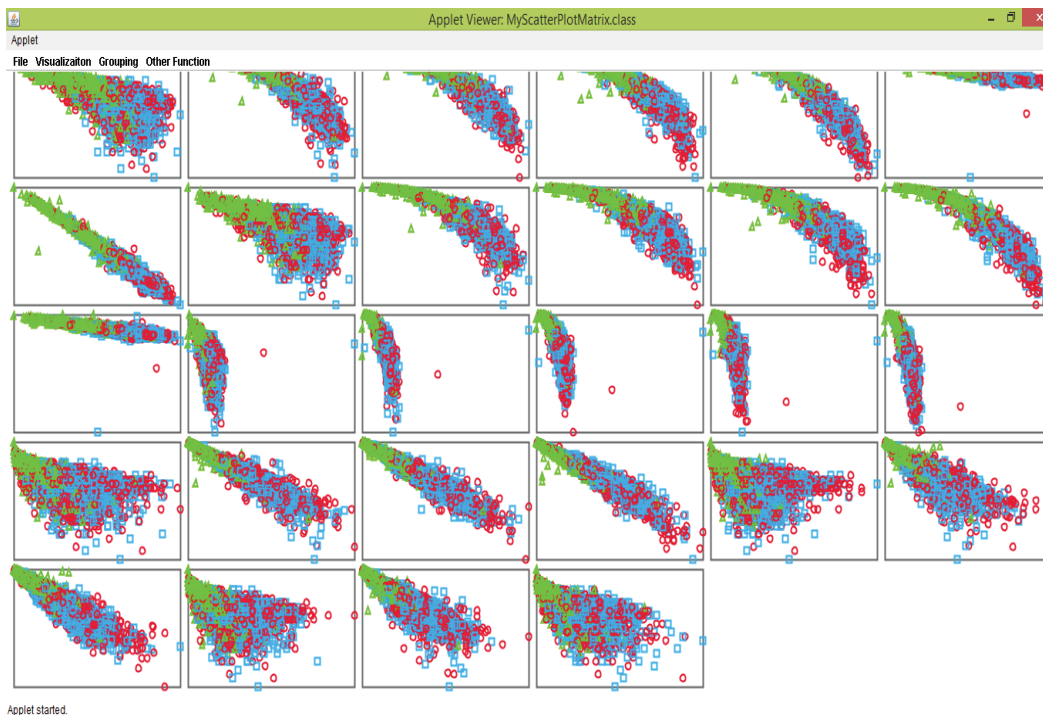 Applet Viewer: MyScatterPlotMatrix.class
Applet
File Visualizaiton Grouping Other Function
Applet started.